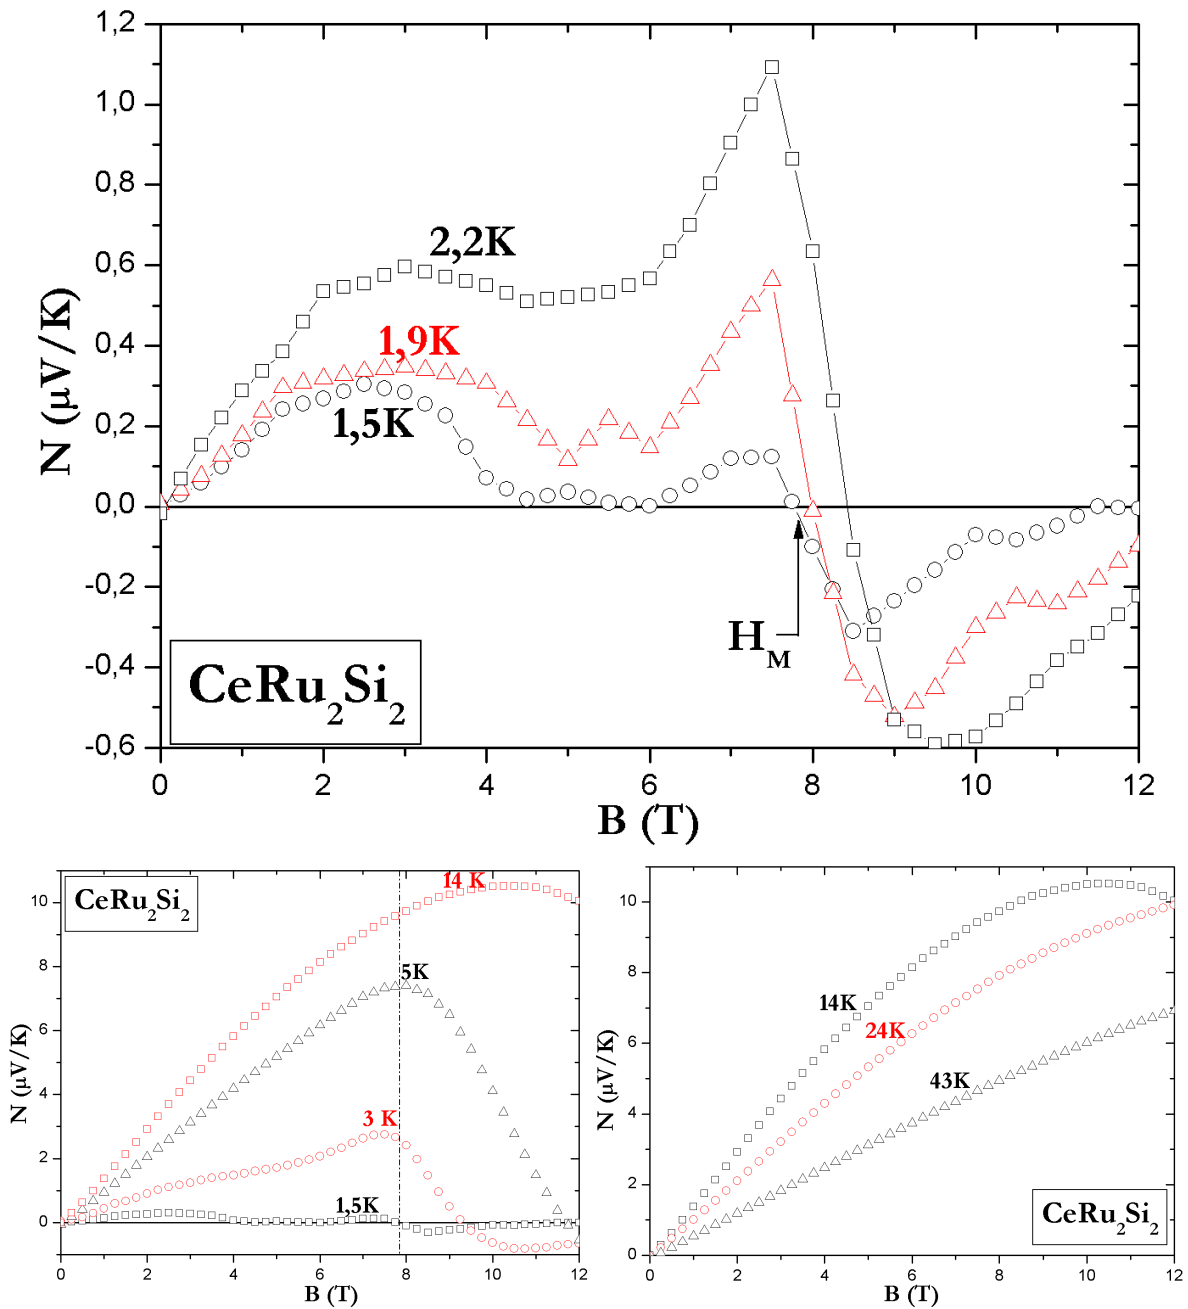 1,2
1,0
0,8
0,6
0,4
0,2
0,0
-0,2
-0,4
-0,6
N (μV/K)
2,2K
1,9K
1,5K
H_M
CeRu₂Si₂
0 2 4 6 8 10 12
B (T)
CeRu₂Si₂
14 K
5K
3 K
1,5K
10
8
6
4
2
0
N (μV/K)
0 2 4 6 8 10 12
B (T)
10
8
6
4
2
0
N (μV/K)
14K
24K
43K
CeRu₂Si₂
0 2 4 6 8 10 12
B (T)